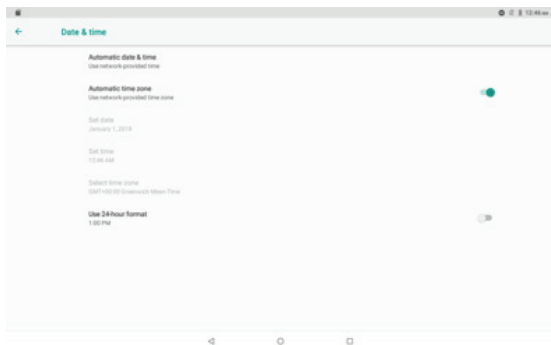 12:46 AM
Date & time
Automatic date & time
Use network-provided time
Automatic time zone
Use network-provided time zone
Set date
January 1, 2018
Set time
12:46 AM
Select time zone
GMT+00:00 Greenwich Mean Time
Use 24-hour format
1:00 PM